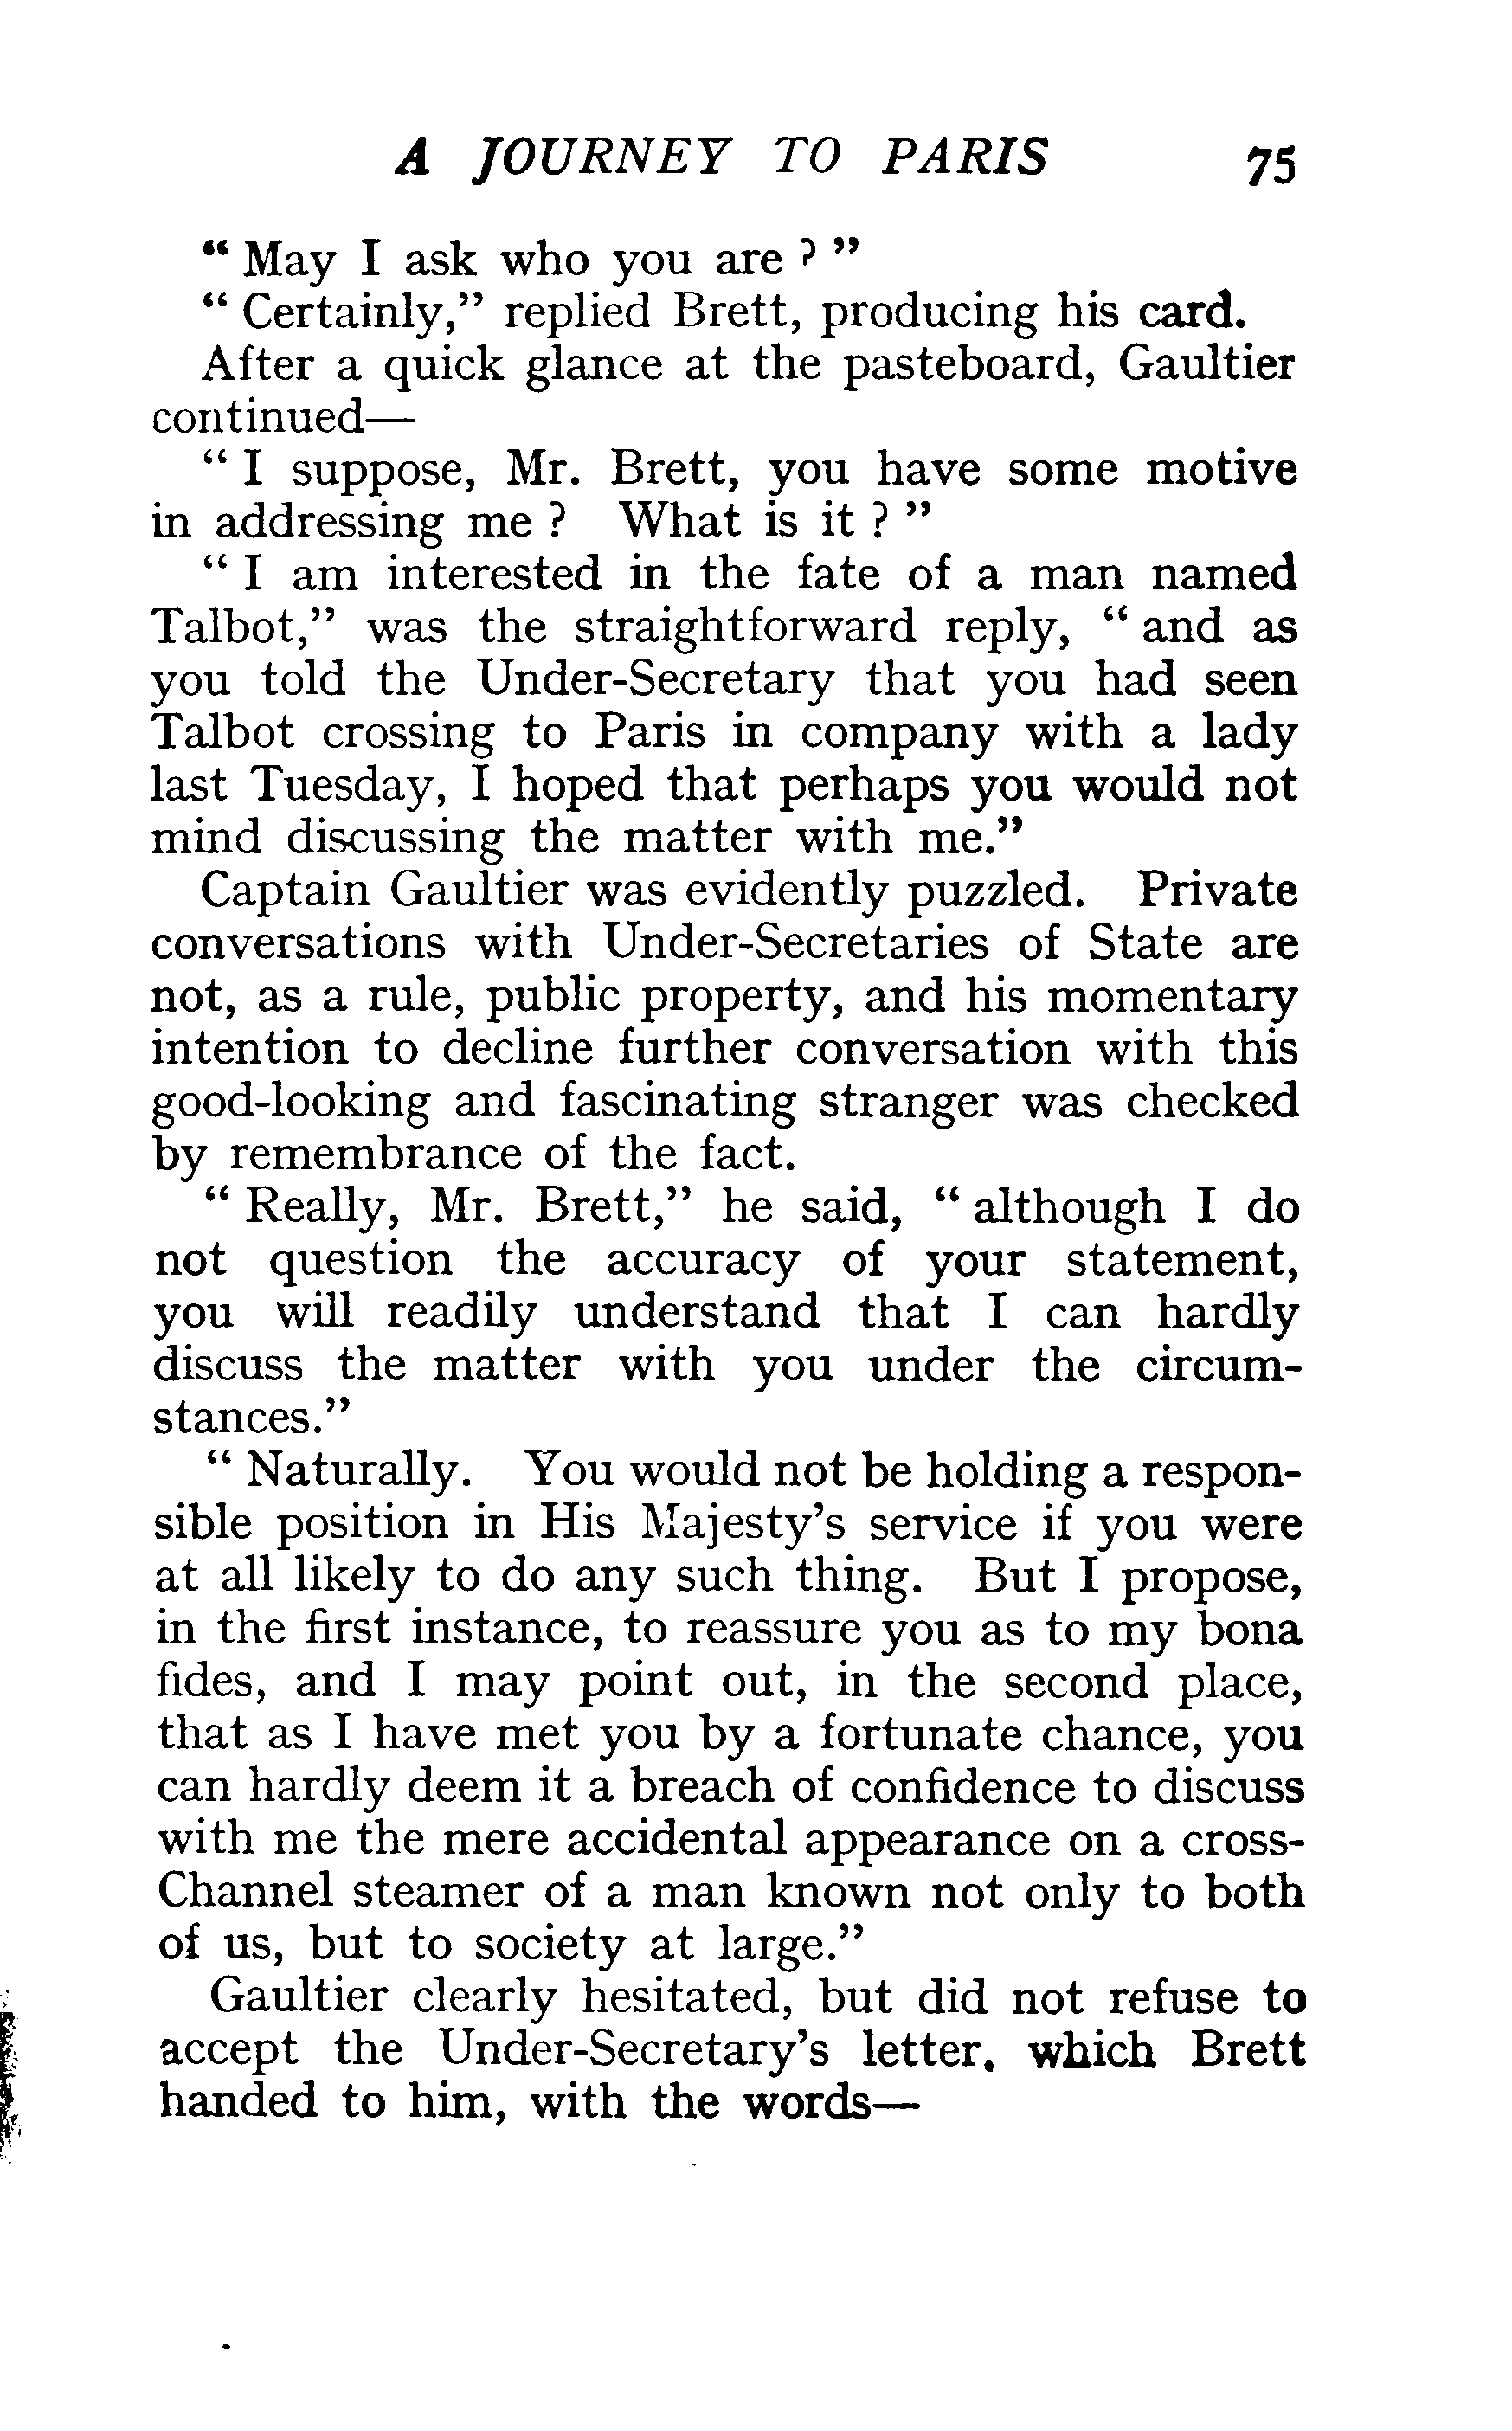 A JOURNEY TO PARIS 75
“ May I ask who you are ? ”
“ Certainly,” replied Brett, producing his card.
After a quick glance at the pasteboard, Gaultier
continued—
“ I suppose, Mr. Brett, you have some motive
in addressing me ? What is it ? ”
“ I am interested in the fate of a man named
Talbot,” was the straightforward reply, “ and as
you told the Under-Secretary that you had seen
Talbot crossing to Paris in company with a lady
last Tuesday, I hoped that perhaps you would not
mind discussing the matter with me.”
Captain Gaultier was evidently puzzled. Private
conversations with Under-Secretaries of State are
not, as a rule, public property, and his momentary
intention to decline further conversation with this
good-looking and fascinating stranger was checked
by remembrance of the fact.
“ Really, Mr. Brett,” he said, “ although I do
not question the accuracy of your statement,
you will readily understand that I can hardly
discuss the matter with you under the circum-
stances.”
“ Naturally. You would not be holding a respon-
sible position in His Majesty’s service if you were
at all likely to do any such thing. But I propose,
in the first instance, to reassure you as to my bona
fides, and I may point out, in the second place,
that as I have met you by a fortunate chance, you
can hardly deem it a breach of confidence to discuss
with me the mere accidental appearance on a cross-
Channel steamer of a man known not only to both
of us, but to society at large.”
Gaultier clearly hesitated, but did not refuse to
accept the Under-Secretary’s letter, which Brett
handed to him, with the words—